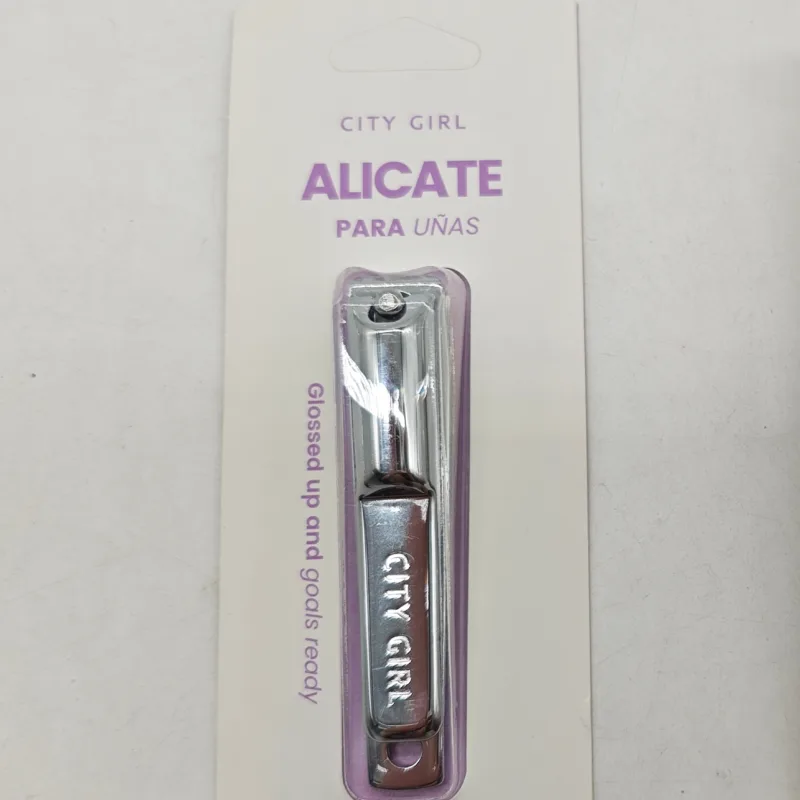 CITY GIRL
ALICATE
PARA UÑAS
Glossed up and goals ready
CITY GIRL